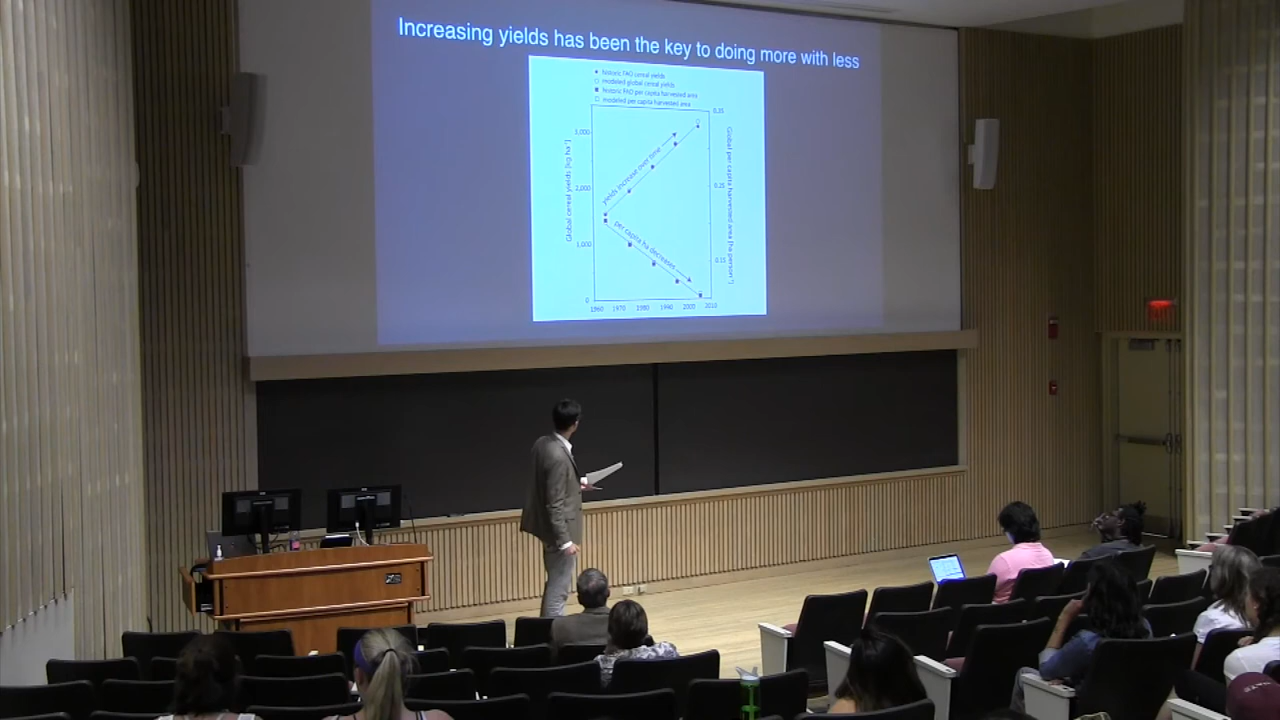 Increasing yields has been the key to doing more with less
historic FAO cereal yields
modeled global cereal yields
historic FAO per capita harvested area
modeled per capita harvested area
0.35
3,000
yields increase over time
Global cereal yields [kg ha⁻¹]
Global per capita harvested area [ha person⁻¹]
2,000
0.25
per capita ha decreases
1,000
0.15
0
1960 1970 1980 1990 2000 2010